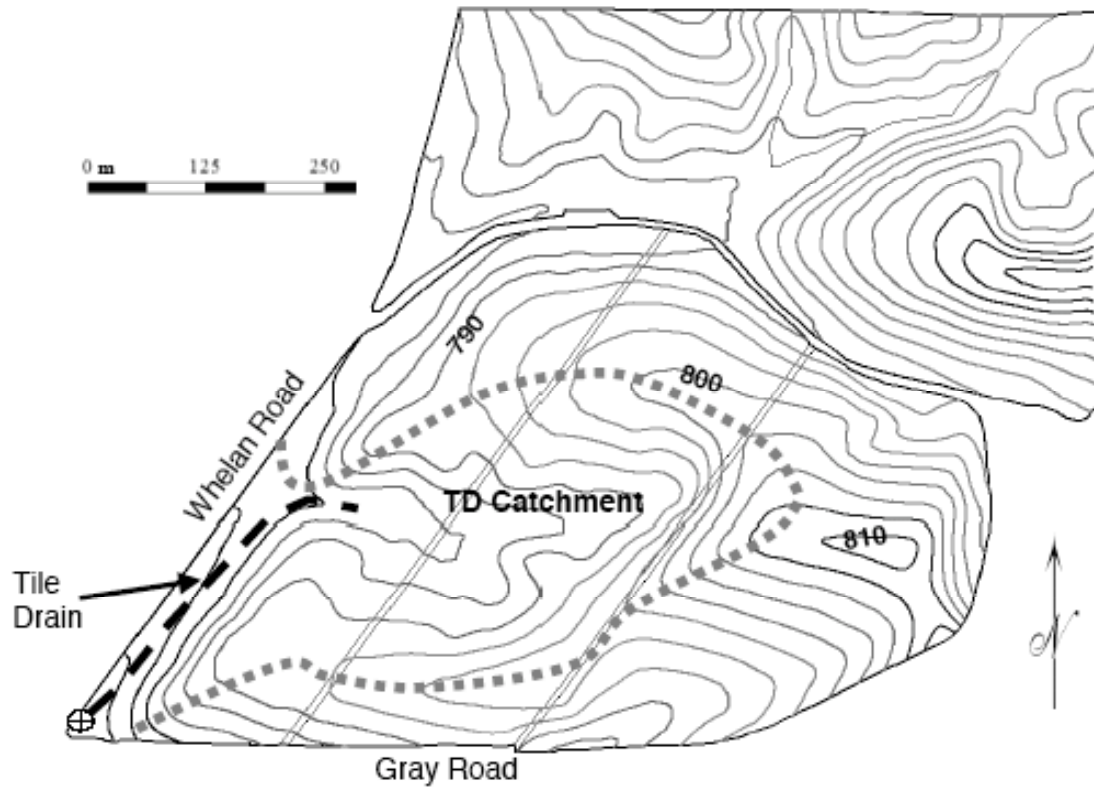 0 m 125 250
790
800
Whelan Road
TD Catchment
810
Tile
Drain
N
Gray Road